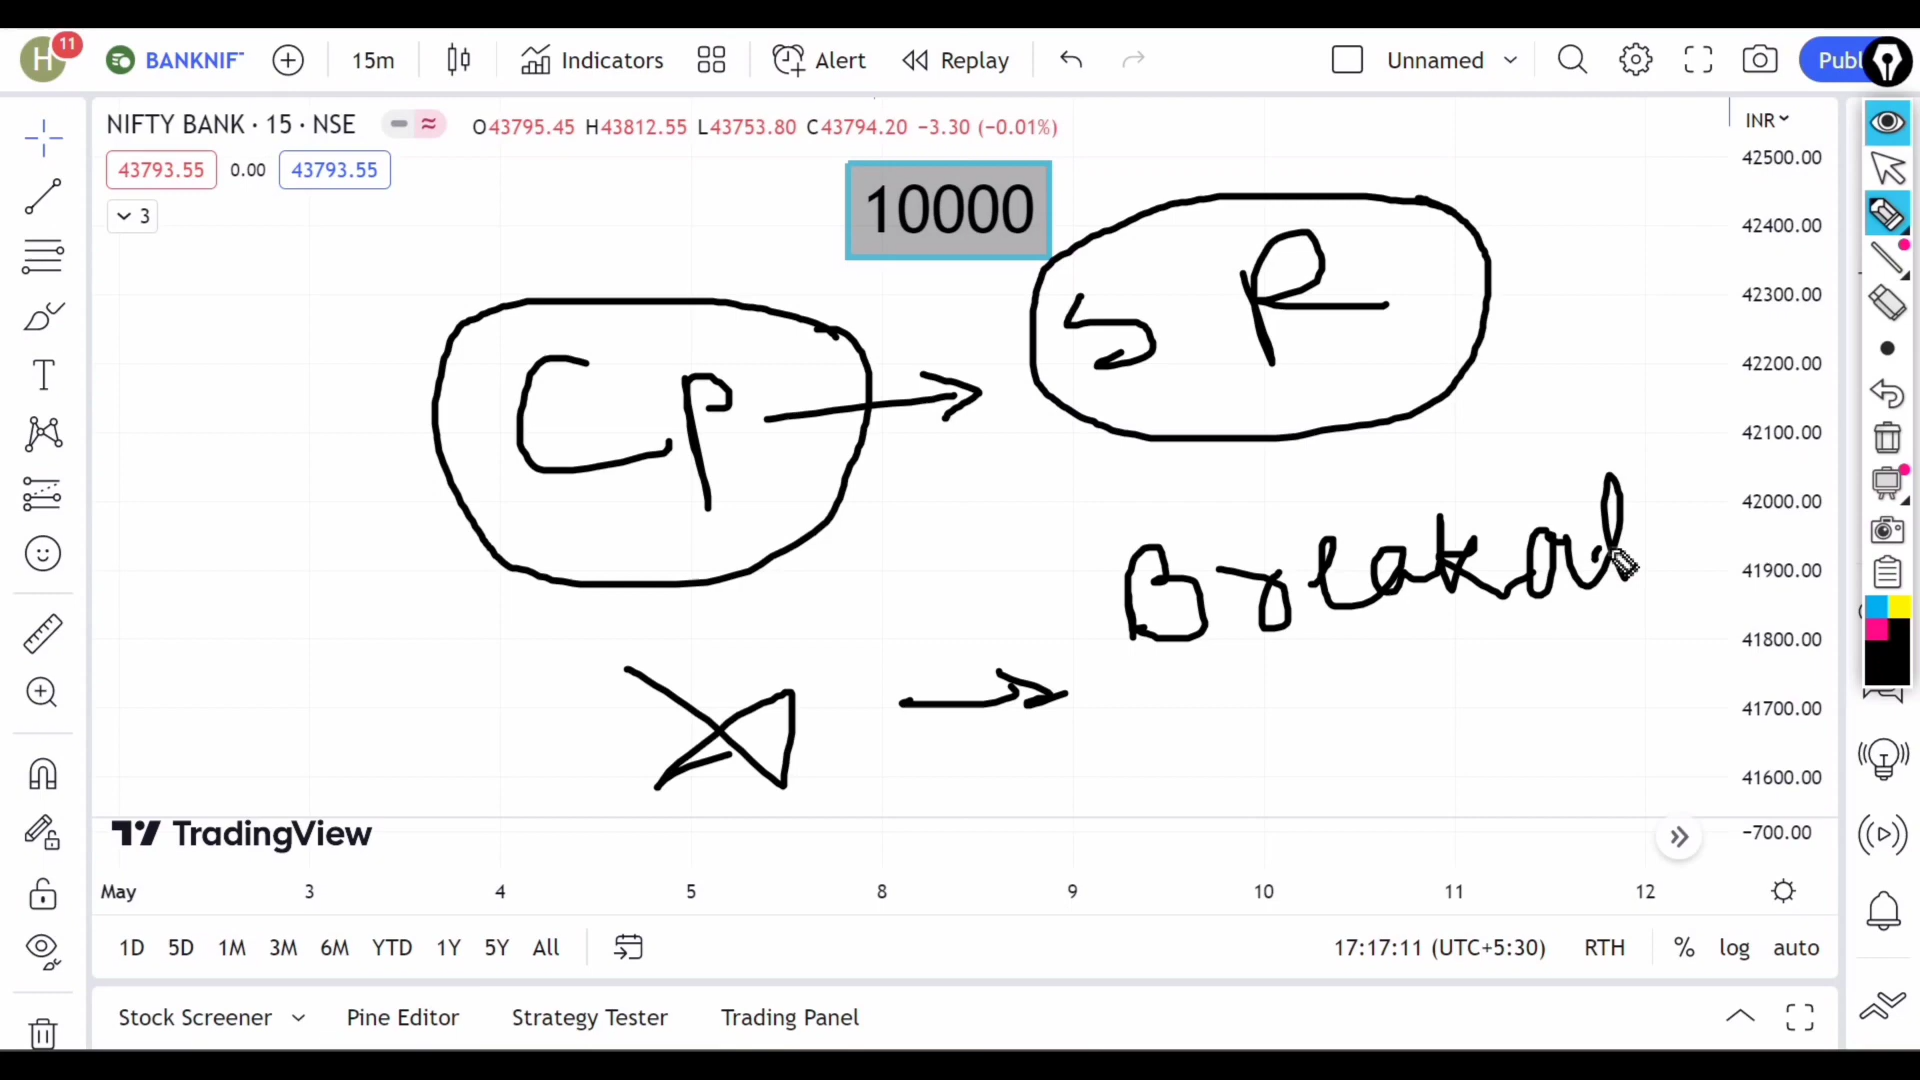 H 11 BANKNIF 15m Indicators Alert Replay Unnamed Publ
NIFTY BANK · 15 · NSE O43795.45 H43812.55 L43753.80 C43794.20 −3.30 (−0.01%)
INR
43793.55 0.00 43793.55
3
10000
42500.00
42400.00
42300.00
42200.00
42100.00
42000.00
41900.00
41800.00
41700.00
41600.00
−700.00
S R
CP
Breakou
TradingView
May 3 4 5 8 9 10 11 12
1D 5D 1M 3M 6M YTD 1Y 5Y All 17:17:11 (UTC+5:30) RTH % log auto
Stock Screener Pine Editor Strategy Tester Trading Panel